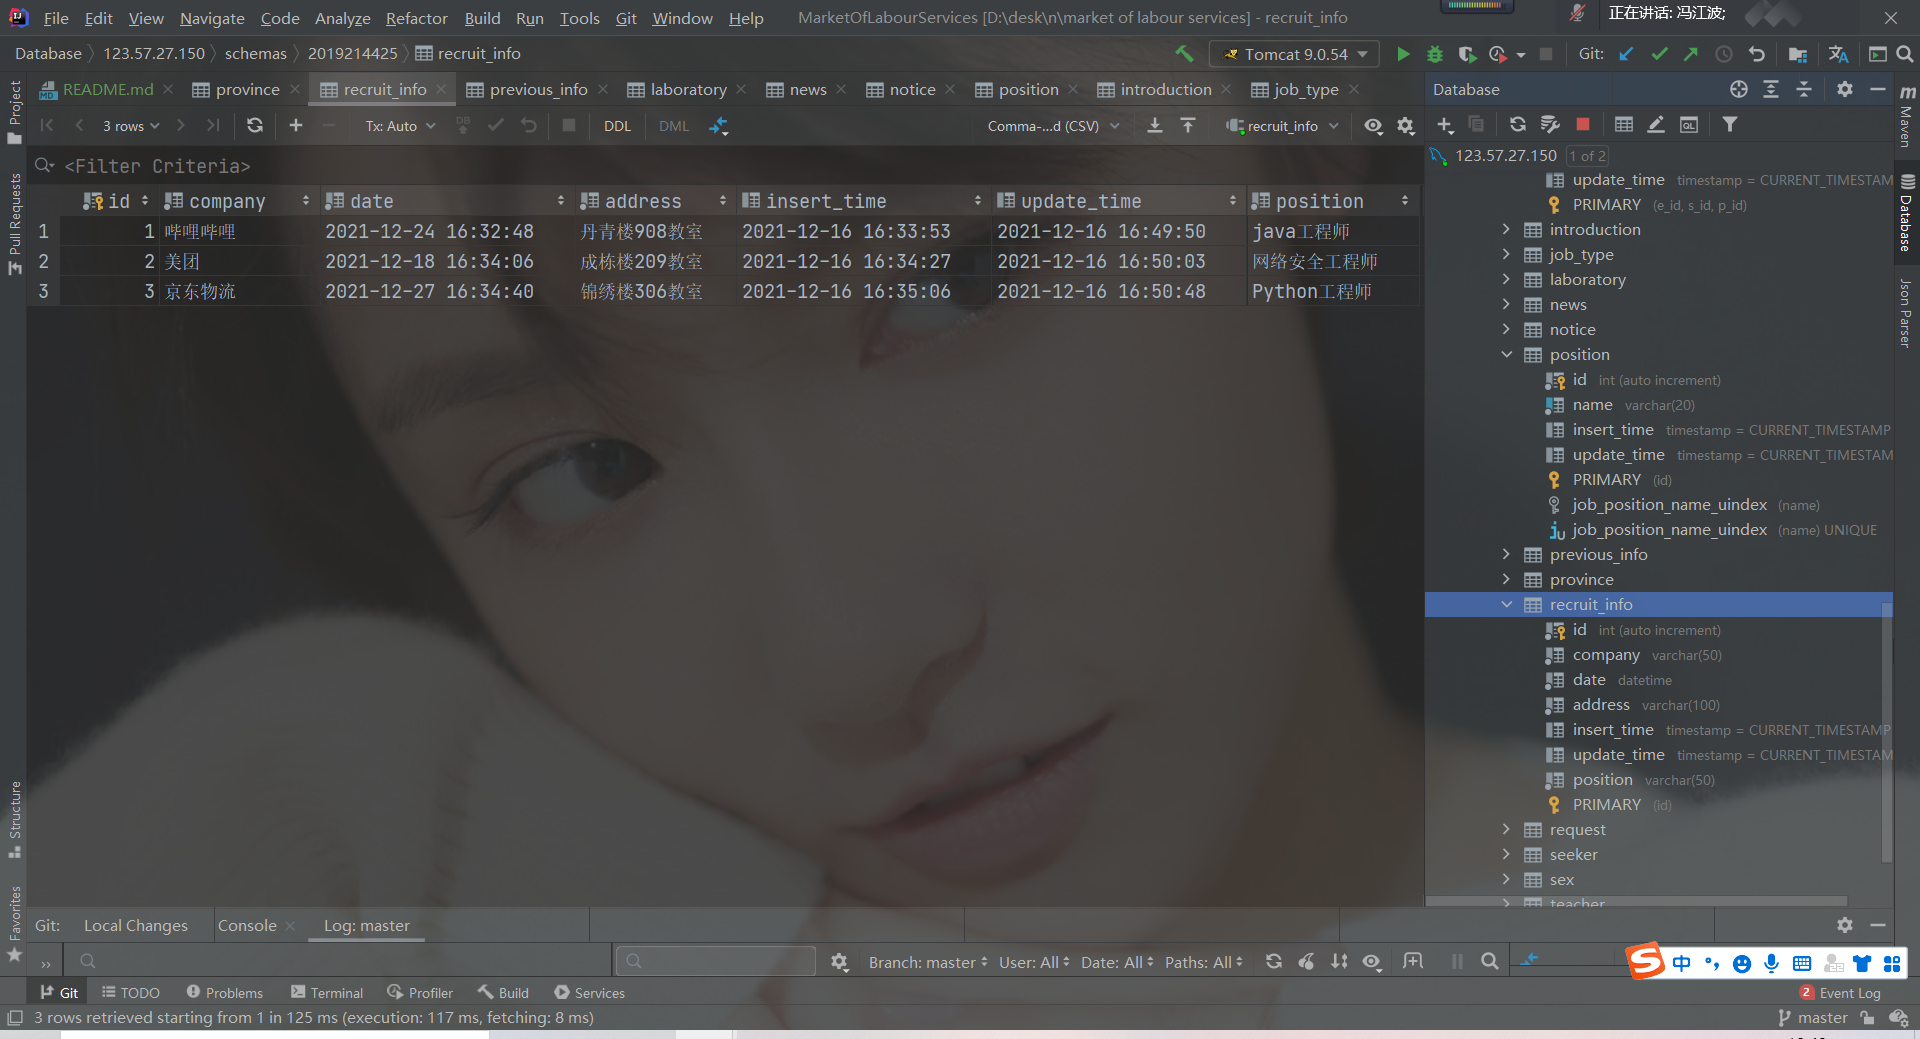 File Edit View Navigate Code Analyze Refactor Build Run Tools Git Window Help MarketOfLabourServices [D:\desk\n\market of labour services] - recruit_info 正在讲话: 冯江波;
Database 123.57.27.150 schemas 2019214425 recruit_info Tomcat 9.0.54 Git:
README.md province recruit_info previous_info laboratory news notice position introduction job_type
3 rows Tx: Auto DDL DML Comma-...d (CSV) recruit_info
<Filter Criteria>
id company date address insert_time update_time position
1 1 哔哩哔哩 2021-12-24 16:32:48 丹青楼908教室 2021-12-16 16:33:53 2021-12-16 16:49:50 java工程师
2 2 美团 2021-12-18 16:34:06 成栋楼209教室 2021-12-16 16:34:27 2021-12-16 16:50:03 网络安全工程师
3 3 京东物流 2021-12-27 16:34:40 锦绣楼306教室 2021-12-16 16:35:06 2021-12-16 16:50:48 Python工程师
Database
123.57.27.150 1 of 2
update_time timestamp = CURRENT_TIMESTAM
PRIMARY (e_id, s_id, p_id)
introduction
job_type
laboratory
news
notice
position
id int (auto increment)
name varchar(20)
insert_time timestamp = CURRENT_TIMESTAMP
update_time timestamp = CURRENT_TIMESTAM
PRIMARY (id)
job_position_name_uindex (name)
job_position_name_uindex (name) UNIQUE
previous_info
province
recruit_info
id int (auto increment)
company varchar(50)
date datetime
address varchar(100)
insert_time timestamp = CURRENT_TIMESTAMP
update_time timestamp = CURRENT_TIMESTAM
position varchar(50)
PRIMARY (id)
request
seeker
sex
teacher
Project
Pull Requests
Structure
Favorites
Maven
Database
Json Parser
Git: Local Changes Console Log: master
Branch: master User: All Date: All Paths: All
中
Git TODO Problems Terminal Profiler Build Services 2 Event Log
3 rows retrieved starting from 1 in 125 ms (execution: 117 ms, fetching: 8 ms) master